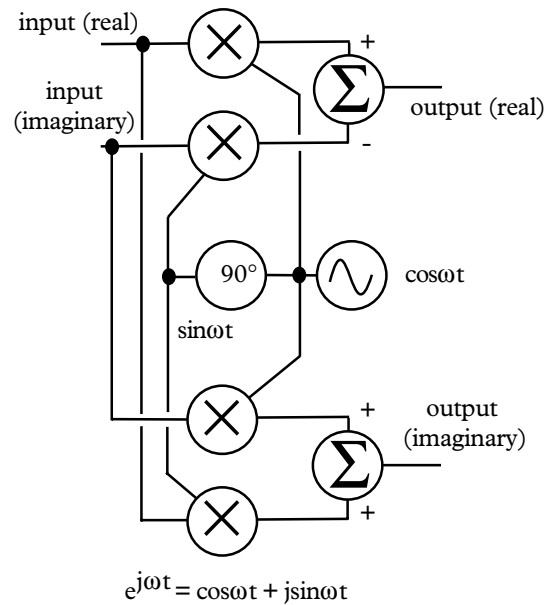 input (real)
+
input
(imaginary)
Σ
output (real)
-
90°
cosωt
sinωt
+
output
(imaginary)
Σ
+
e^jωt = cosωt + jsinωt